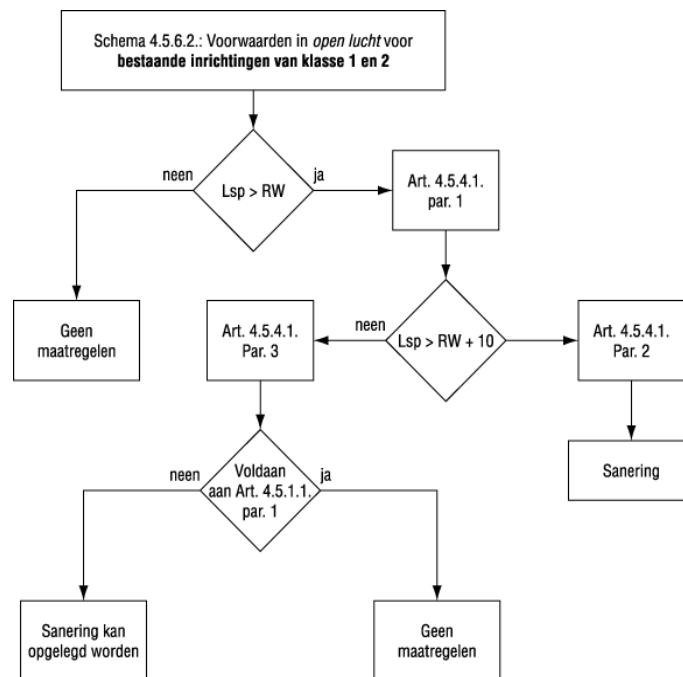 Schema 4.5.6.2.: Voorwaarden in open lucht voor
bestaande inrichtingen van klasse 1 en 2
neen
Lsp > RW
ja
Art. 4.5.4.1.
par. 1
Geen
maatregelen
Art. 4.5.4.1.
Par. 3
neen
Lsp > RW + 10
Art. 4.5.4.1.
Par. 2
neen
Voldaan
aan Art. 4.5.1.1.
par. 1
ja
Sanering
Sanering kan
opgelegd worden
Geen
maatregelen